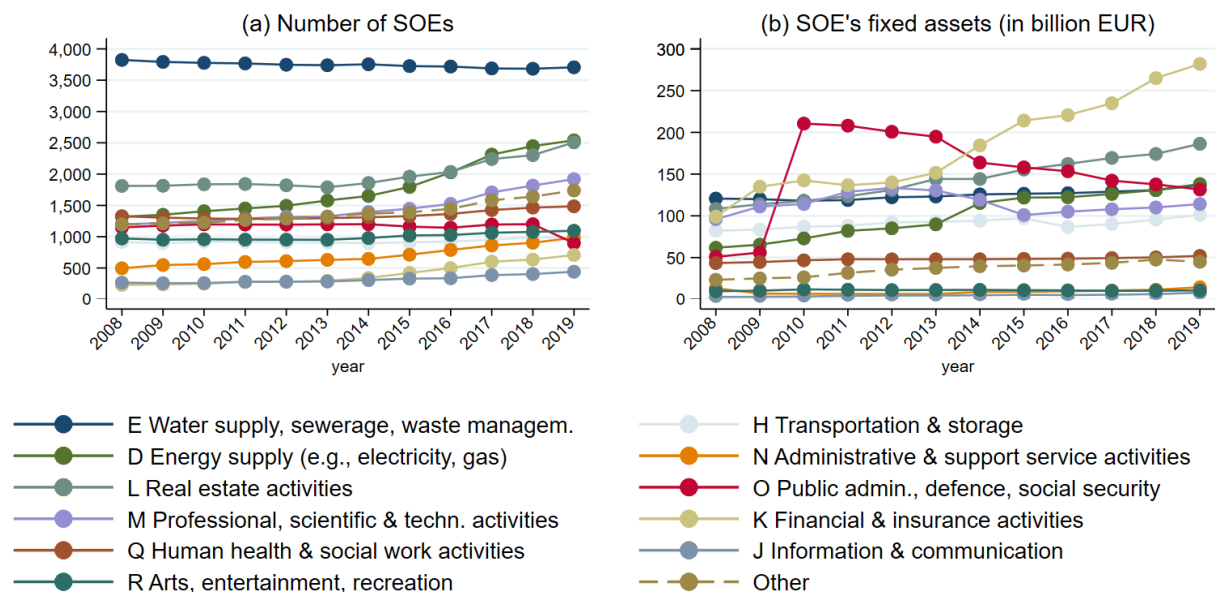 (a) Number of SOEs
4,000
3,500
3,000
2,500
2,000
1,500
1,000
500
0
2008 2009 2010 2011 2012 2013 2014 2015 2016 2017 2018 2019
year
(b) SOE's fixed assets (in billion EUR)
300
250
200
150
100
50
0
2008 2009 2010 2011 2012 2013 2014 2015 2016 2017 2018 2019
year
E Water supply, sewerage, waste managem.
D Energy supply (e.g., electricity, gas)
L Real estate activities
M Professional, scientific & techn. activities
Q Human health & social work activities
R Arts, entertainment, recreation
H Transportation & storage
N Administrative & support service activities
O Public admin., defence, social security
K Financial & insurance activities
J Information & communication
Other